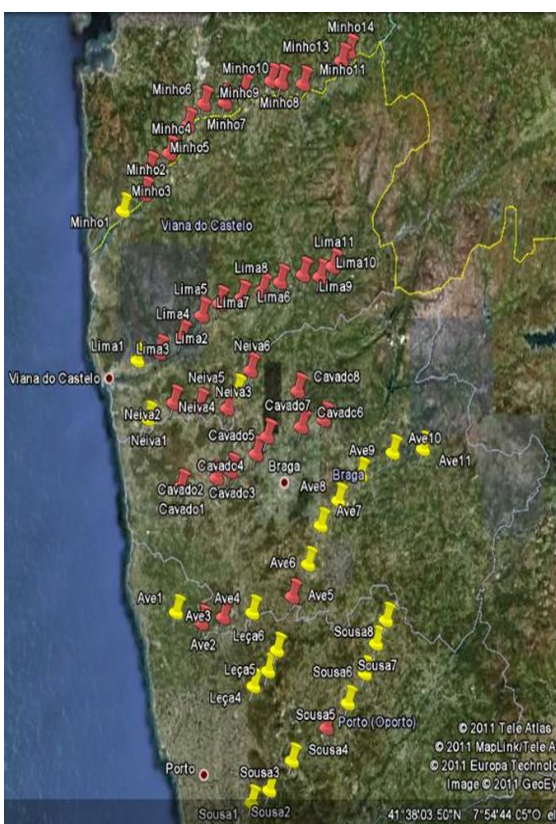 Minho14
Minho13
Minho10
Minho11
Minho6
Minho9
Minho8
Minho4
Minho7
Minho5
Minho2
Minho3
Minho1
Viana do Castelo
Lima11
Lima8
Lima10
Lima5
Lima9
Lima7
Lima6
Lima4
Lima2
Lima1
Lima3
Neiva6
Viana do Castelo
Neiva5
Cavado8
Neiva3
Neiva2
Neiva4
Cavado7
Cavado6
Neiva1
Cavado5
Ave10
Ave9
Ave11
Cavado4
Braga
Braga
Cavado2
Cavado3
Ave8
Cavado1
Ave7
Ave6
Ave1
Ave4
Ave5
Ave3
Ave2
Leça6
Sousa8
Leça5
Sousa7
Sousa6
Leça4
Sousa5
Porto (Oporto)
© 2011 Tele Atlas
Sousa4
© 2011 MapLink/Tele A
Porto
Sousa3
© 2011 Europa Technolo
Image © 2011 GeoEy
Sousa1
Sousa2
41°38'03.50"N 7°54'44.05"O el